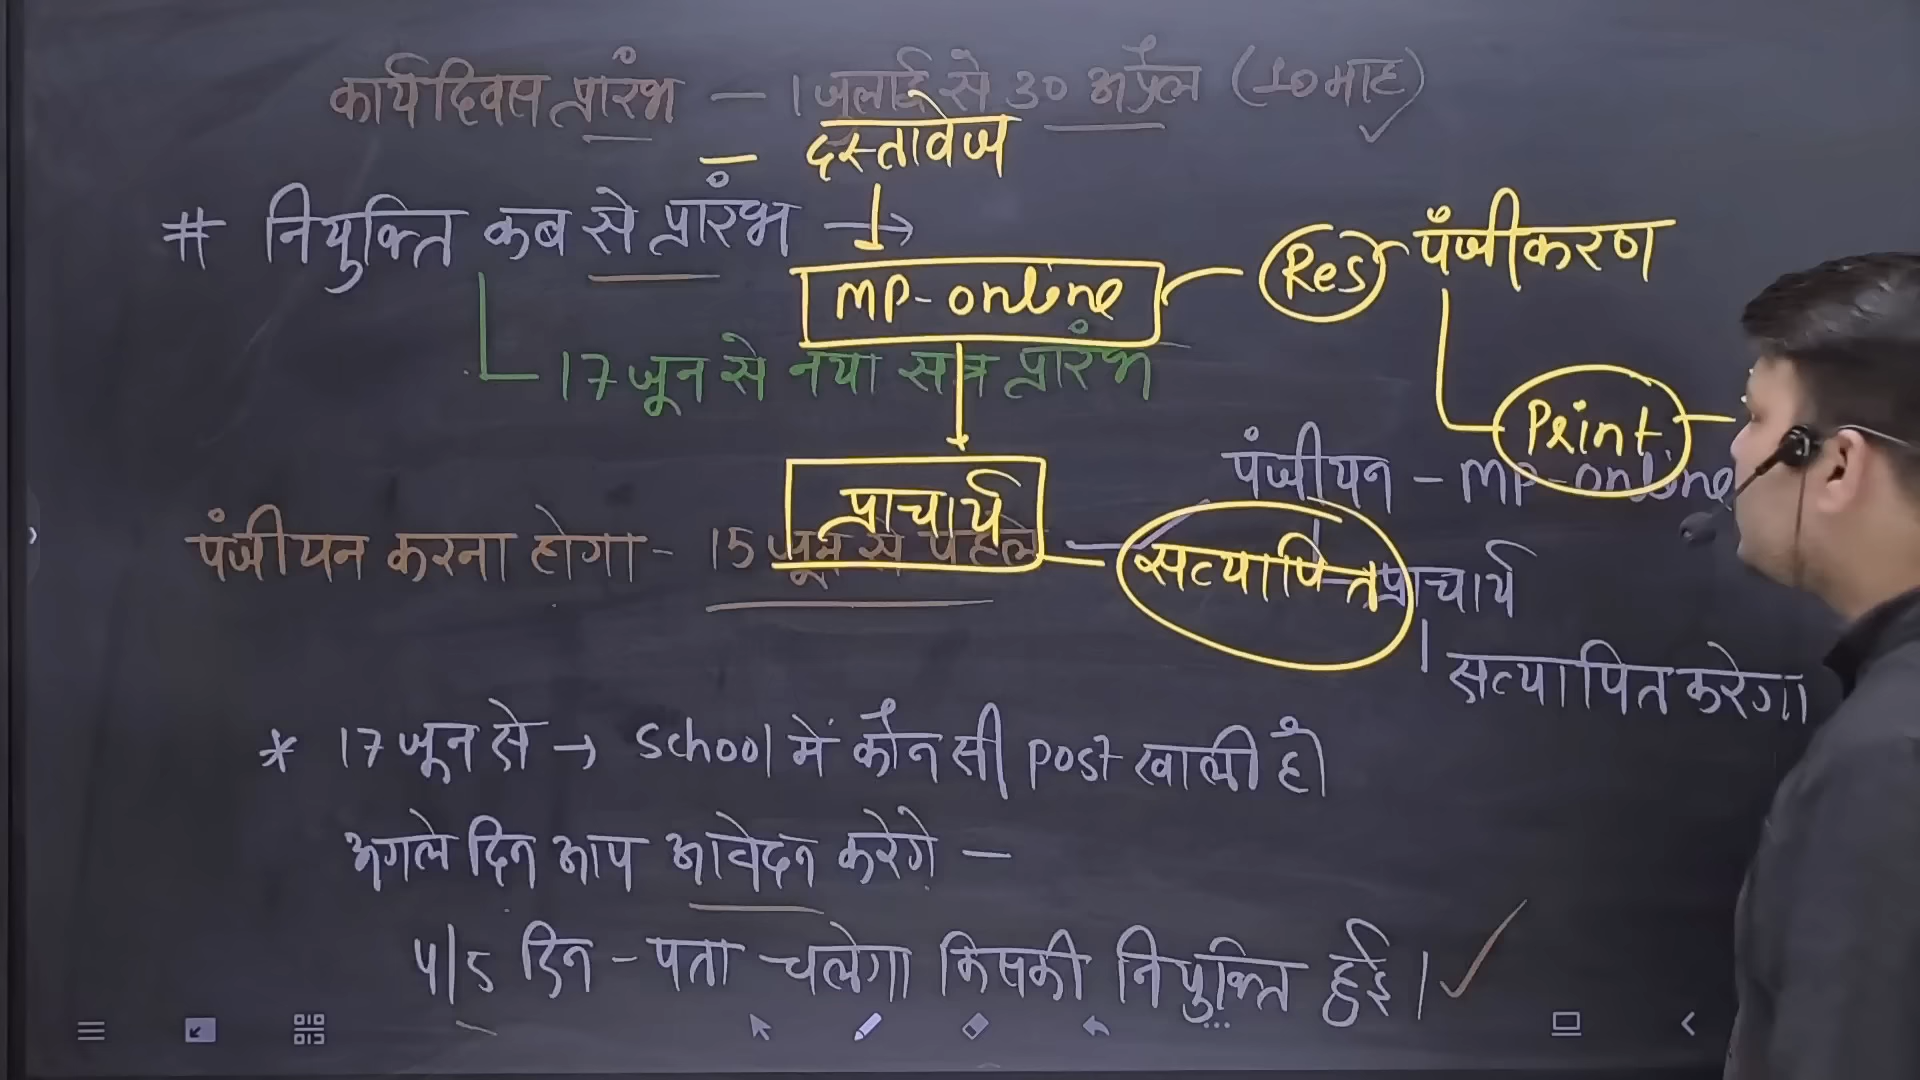 कार्यदिवस प्रारंभ — 1 जुलाई से 30 अप्रैल (10 माह)
— दस्तावेज
# नियुक्ति कब से प्रारंभ →
MP-online
Res
पंजीकरण
17 जून से नया सत्र प्रारंभ
Print
पंजीयन – MP-online
प्राचार्य
पंजीयन करना होगा - 15 जून से पहले
सत्यापित
प्राचार्य
सत्यापित करेगा
* 17 जून से → School में कौन सी post खाली है
अगले दिन आप आवेदन करेंगे —
4/5 दिन - पता चलेगा किसकी नियुक्ति हुई।